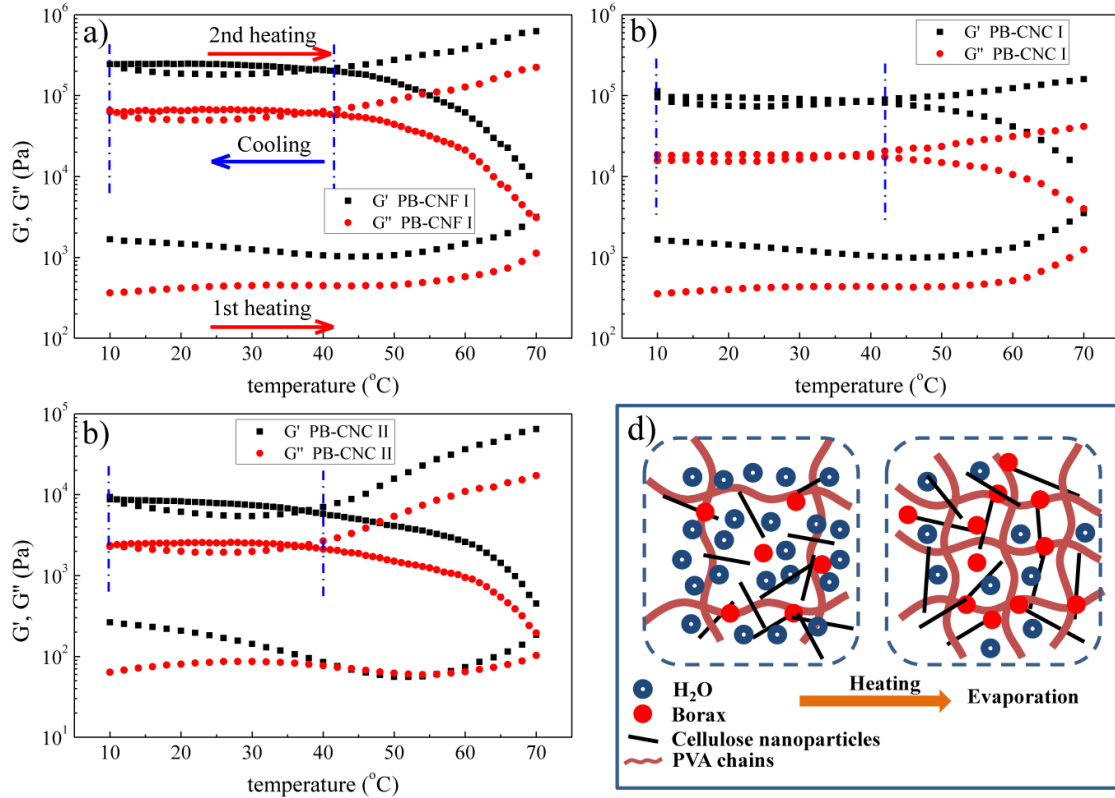 a)
10⁶
10⁵
10⁴
10³
10²
G', G" (Pa)
2nd heating
Cooling
G' PB-CNF I
G" PB-CNF I
1st heating
10 20 30 40 50 60 70
temperature (°C)
b)
10⁶
10⁵
10⁴
10³
10²
G', G" (Pa)
G' PB-CNC I
G" PB-CNC I
10 20 30 40 50 60 70
temperature (°C)
b)
10⁵
10⁴
10³
10²
10¹
G', G" (Pa)
G' PB-CNC II
G" PB-CNC II
10 20 30 40 50 60 70
temperature (°C)
d)
H₂O
Borax
Cellulose nanoparticles
PVA chains
Heating
Evaporation